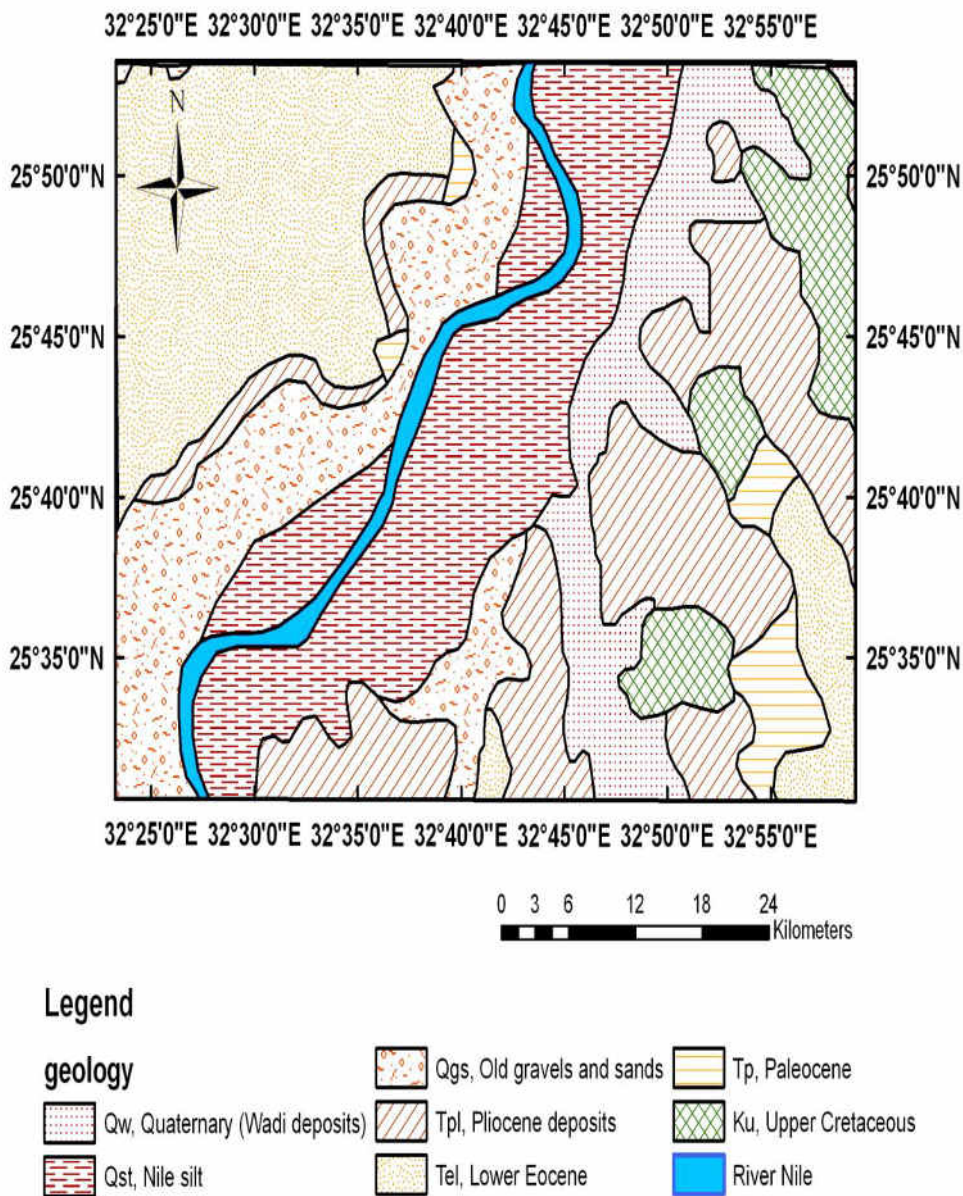 32°25'0"E 32°30'0"E 32°35'0"E 32°40'0"E 32°45'0"E 32°50'0"E 32°55'0"E
N
25°50'0"N 25°50'0"N
25°45'0"N 25°45'0"N
25°40'0"N 25°40'0"N
25°35'0"N 25°35'0"N
32°25'0"E 32°30'0"E 32°35'0"E 32°40'0"E 32°45'0"E 32°50'0"E 32°55'0"E
0 3 6 12 18 24
Kilometers
Legend
geology
Qw, Quaternary (Wadi deposits)
Qst, Nile silt
Qgs, Old gravels and sands
Tpl, Pliocene deposits
Tel, Lower Eocene
Tp, Paleocene
Ku, Upper Cretaceous
River Nile